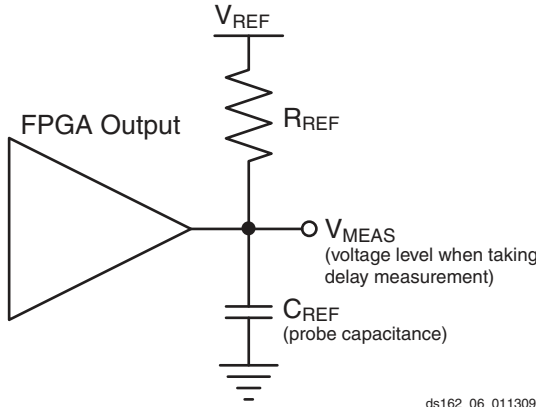 VREF
FPGA Output
RREF
VMEAS
(voltage level when taking
delay measurement)
CREF
(probe capacitance)
ds162_06_011309